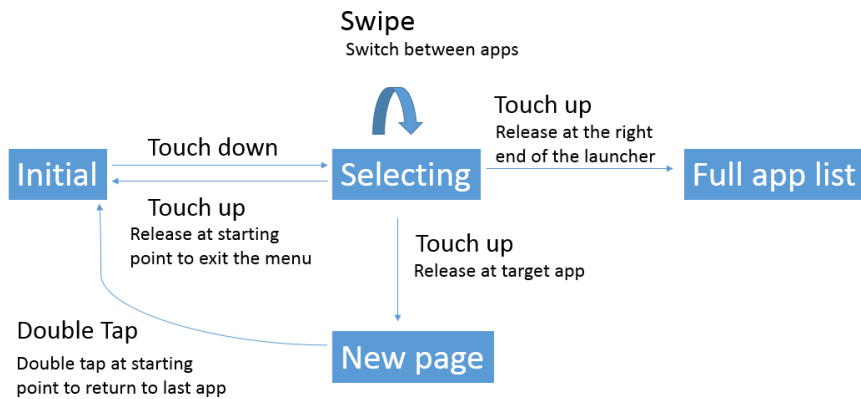 Swipe
Switch between apps
Touch up
Release at the right
end of the launcher
Touch down
Initial
Selecting
Full app list
Touch up
Release at starting
point to exit the menu
Touch up
Release at target app
Double Tap
Double tap at starting
point to return to last app
New page